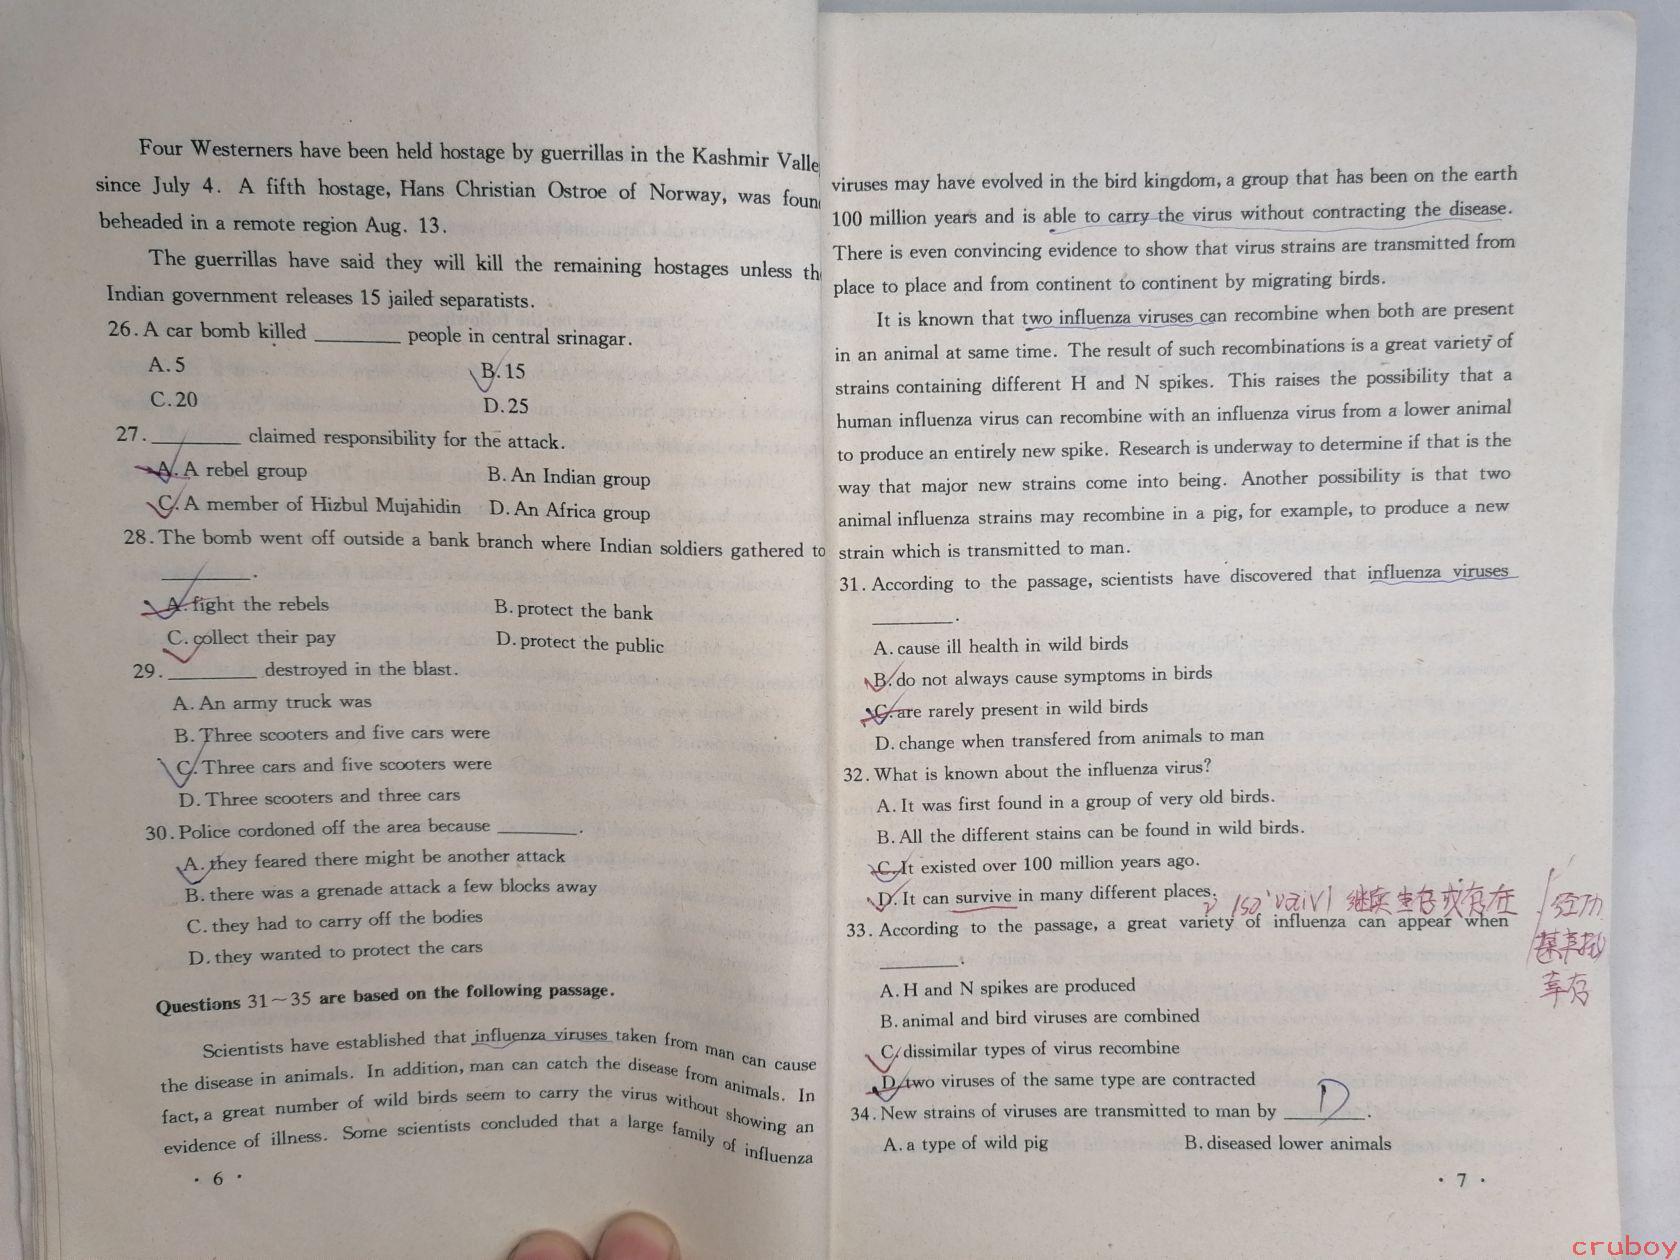 Four Westerners have been held hostage by guerrillas in the Kashmir Valle
since July 4. A fifth hostage, Hans Christian Ostroe of Norway, was foun
beheaded in a remote region Aug. 13.
The guerrillas have said they will kill the remaining hostages unless th
Indian government releases 15 jailed separatists.
26. A car bomb killed ________ people in central srinagar.
A. 5
B. 15
C. 20
D. 25
27. ________ claimed responsibility for the attack.
A. A rebel group
B. An Indian group
C. A member of Hizbul Mujahidin
D. An Africa group
28. The bomb went off outside a bank branch where Indian soldiers gathered to
________.
A. fight the rebels
B. protect the bank
C. collect their pay
D. protect the public
29. ________ destroyed in the blast.
A. An army truck was
B. Three scooters and five cars were
C. Three cars and five scooters were
D. Three scooters and three cars
30. Police cordoned off the area because ________.
A. they feared there might be another attack
B. there was a grenade attack a few blocks away
C. they had to carry off the bodies
D. they wanted to protect the cars
Questions 31~35 are based on the following passage.
Scientists have established that influenza viruses taken from man can cause
the disease in animals. In addition, man can catch the disease from animals. In
fact, a great number of wild birds seem to carry the virus without showing an
evidence of illness. Some scientists concluded that a large family of influenza
· 6 ·
viruses may have evolved in the bird kingdom, a group that has been on the earth
100 million years and is able to carry the virus without contracting the disease.
There is even convincing evidence to show that virus strains are transmitted from
place to place and from continent to continent by migrating birds.
It is known that two influenza viruses can recombine when both are present
in an animal at same time. The result of such recombinations is a great variety of
strains containing different H and N spikes. This raises the possibility that a
human influenza virus can recombine with an influenza virus from a lower animal
to produce an entirely new spike. Research is underway to determine if that is the
way that major new strains come into being. Another possibility is that two
animal influenza strains may recombine in a pig, for example, to produce a new
strain which is transmitted to man.
31. According to the passage, scientists have discovered that influenza viruses
________.
A. cause ill health in wild birds
B. do not always cause symptoms in birds
C. are rarely present in wild birds
D. change when transfered from animals to man
32. What is known about the influenza virus?
A. It was first found in a group of very old birds.
B. All the different stains can be found in wild birds.
C. It existed over 100 million years ago.
D. It can survive in many different places.
继续生存或存在
经历
幸存
33. According to the passage, a great variety of influenza can appear when
________.
A. H and N spikes are produced
B. animal and bird viruses are combined
C. dissimilar types of virus recombine
D. two viruses of the same type are contracted
34. New strains of viruses are transmitted to man by ___D___.
A. a type of wild pig
B. diseased lower animals
· 7 ·
cruboy